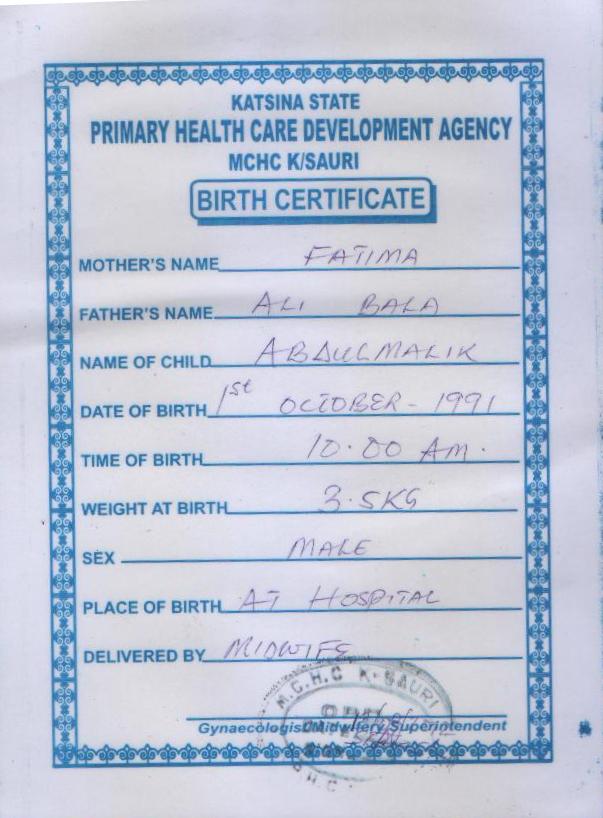 KATSINA STATE
PRIMARY HEALTH CARE DEVELOPMENT AGENCY
MCHC K/SAURI
BIRTH CERTIFICATE
MOTHER'S NAME FATIMA
FATHER'S NAME ALI BALA
NAME OF CHILD ABDULMALIK
DATE OF BIRTH 1st OCTOBER - 1991
TIME OF BIRTH 10.00 AM.
WEIGHT AT BIRTH 3.5KG
SEX MALE
PLACE OF BIRTH AT HOSPITAL
DELIVERED BY MIDWIFE
M.C.H.C K-SAURI
Gynaecologist/Midwifery Superintendent